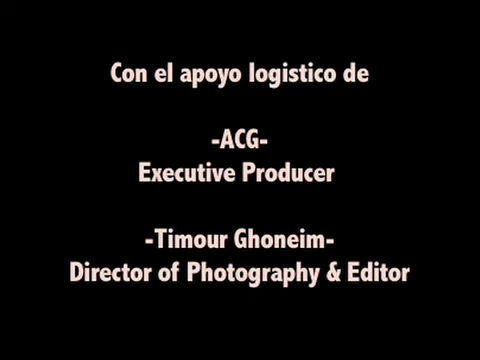 Con el apoyo logistico de
-ACG-
Executive Producer
-Timour Ghoneim-
Director of Photography & Editor